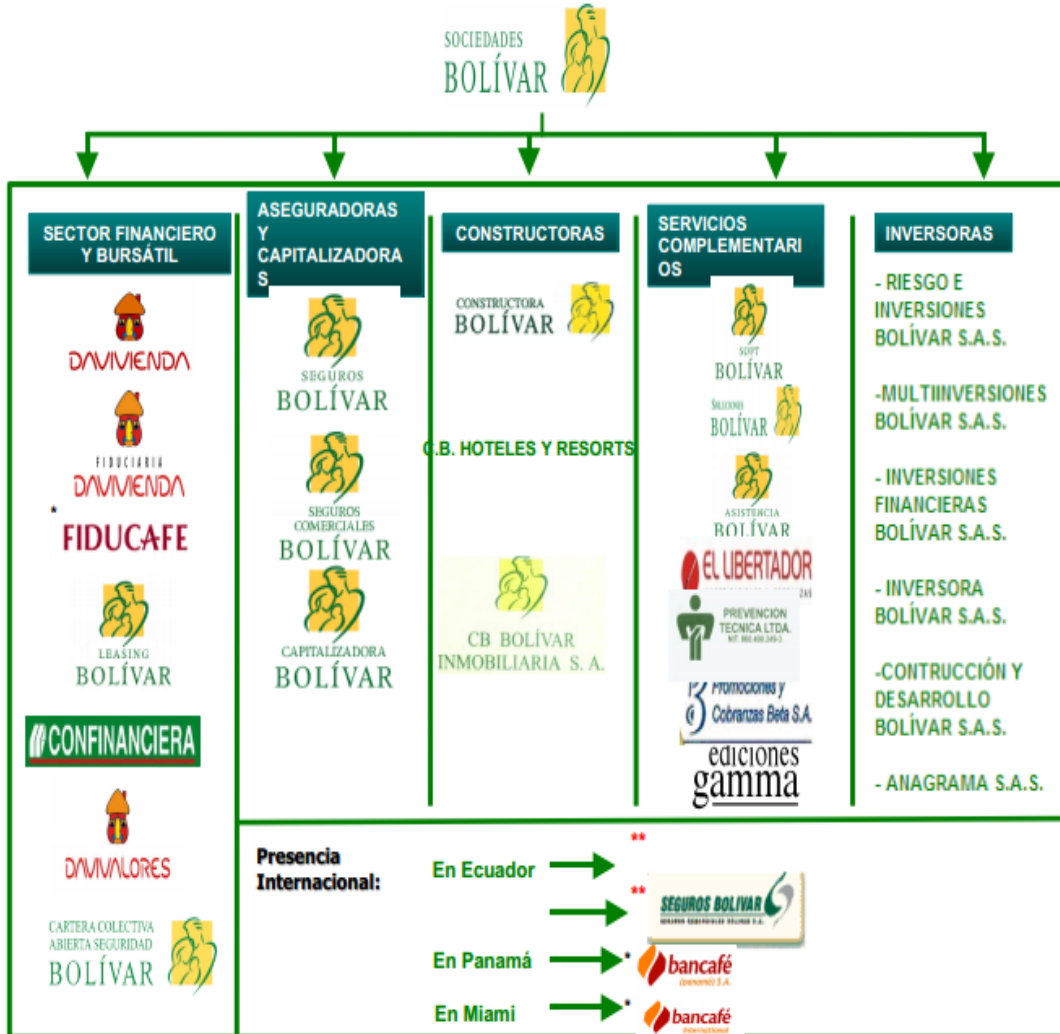 SOCIEDADES
BOLÍVAR
SECTOR FINANCIERO
Y BURSÁTIL
DAVIVIENDA
FIDUCIARIA
DAVIVIENDA
*
FIDUCAFE
LEASING
BOLÍVAR
CONFINANCIERA
DAVIVALORES
CARTERA COLECTIVA
ABIERTA SEGURIDAD
BOLÍVAR
ASEGURADORAS
Y
CAPITALIZADORA
S
SEGUROS
BOLÍVAR
SEGUROS
COMERCIALES
BOLÍVAR
CAPITALIZADORA
BOLÍVAR
CONSTRUCTORAS
CONSTRUCTORA
BOLÍVAR
C.B. HOTELES Y RESORTS
CB BOLÍVAR
INMOBILIARIA S. A.
SERVICIOS
COMPLEMENTARI
OS
SOFT
BOLÍVAR
SOLUCIONES
BOLÍVAR
ASISTENCIA
BOLÍVAR
EL LIBERTADOR
PREVENCION
TECNICA LTDA.
Promociones y
Cobranzas Beta S.A.
ediciones
gamma
INVERSORAS
- RIESGO E
INVERSIONES
BOLÍVAR S.A.S.
-MULTIINVERSIONES
BOLÍVAR S.A.S.
- INVERSIONES
FINANCIERAS
BOLÍVAR S.A.S.
- INVERSORA
BOLÍVAR S.A.S.
-CONTRUCCIÓN Y
DESARROLLO
BOLÍVAR S.A.S.
- ANAGRAMA S.A.S.
Presencia
Internacional:
En Ecuador
**
**
SEGUROS BOLIVAR
En Panamá
*
bancafé
(panamá) S.A.
En Miami
*
bancafé
International